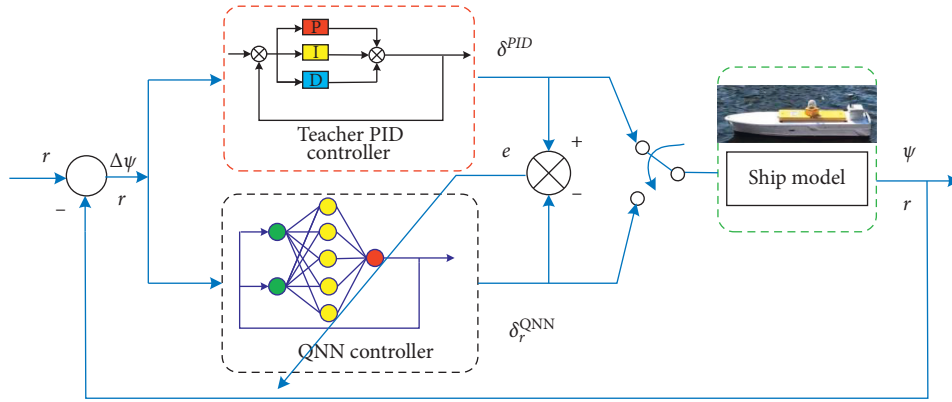 P
I
D
Teacher PID
controller
δ^PID
r
−
Δψ
r
e
+
−
Ship model
ψ
r
QNN controller
δ_r^QNN